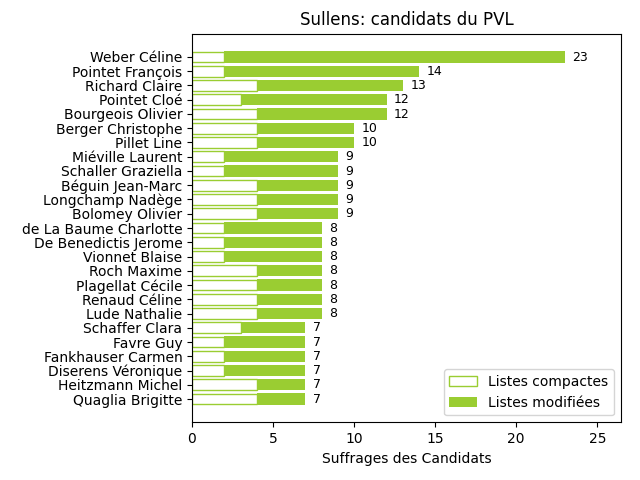 Sullens: candidats du PVL
Weber Céline 23
Pointet François 14
Richard Claire 13
Pointet Cloé 12
Bourgeois Olivier 12
Berger Christophe 10
Pillet Line 10
Miéville Laurent 9
Schaller Graziella 9
Béguin Jean-Marc 9
Longchamp Nadège 9
Bolomey Olivier 9
de La Baume Charlotte 8
De Benedictis Jerome 8
Vionnet Blaise 8
Roch Maxime 8
Plagellat Cécile 8
Renaud Céline 8
Lude Nathalie 8
Schaffer Clara 7
Favre Guy 7
Fankhauser Carmen 7
Diserens Véronique 7
Heitzmann Michel 7
Quaglia Brigitte 7
Listes compactes
Listes modifiées
0 5 10 15 20 25
Suffrages des Candidats